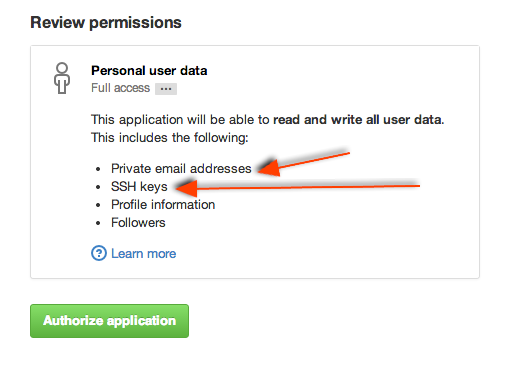 Review permissions
Personal user data
Full access ...
This application will be able to read and write all user data.
This includes the following:
• Private email addresses
• SSH keys
• Profile information
• Followers
? Learn more
Authorize application